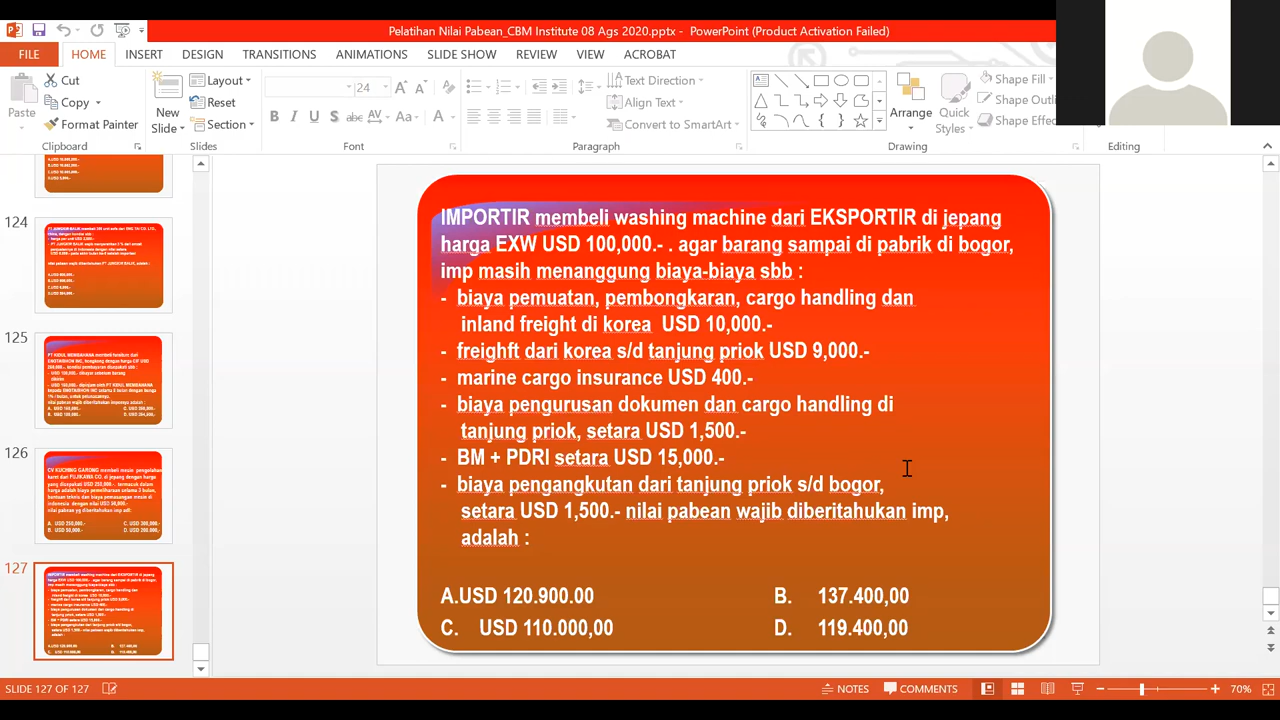 Pelatihan Nilai Pabean_CBM Institute 08 Ags 2020.pptx - PowerPoint (Product Activation Failed)
FILE HOME INSERT DESIGN TRANSITIONS ANIMATIONS SLIDE SHOW REVIEW VIEW ACROBAT
Paste
Cut
Copy
Format Painter
Clipboard
New Slide
Layout
Reset
Section
Slides
24
B I U S abc AV Aa A
Font
Text Direction
Align Text
Convert to SmartArt
Paragraph
Arrange
Quick Styles
Shape Fill
Shape Outli
Shape Effec
Drawing
Editing
124
125
126
127
IMPORTIR membeli washing machine dari EKSPORTIR di jepang
harga EXW USD 100,000.- . agar barang sampai di pabrik di bogor,
imp masih menanggung biaya-biaya sbb :
- biaya pemuatan, pembongkaran, cargo handling dan
inland freight di korea USD 10,000.-
- freighft dari korea s/d tanjung priok USD 9,000.-
- marine cargo insurance USD 400.-
- biaya pengurusan dokumen dan cargo handling di
tanjung priok, setara USD 1,500.-
- BM + PDRI setara USD 15,000.-
- biaya pengangkutan dari tanjung priok s/d bogor,
setara USD 1,500.- nilai pabean wajib diberitahukan imp,
adalah :
A.USD 120.900.00 B. 137.400,00
C. USD 110.000,00 D. 119.400,00
SLIDE 127 OF 127
NOTES COMMENTS 70%